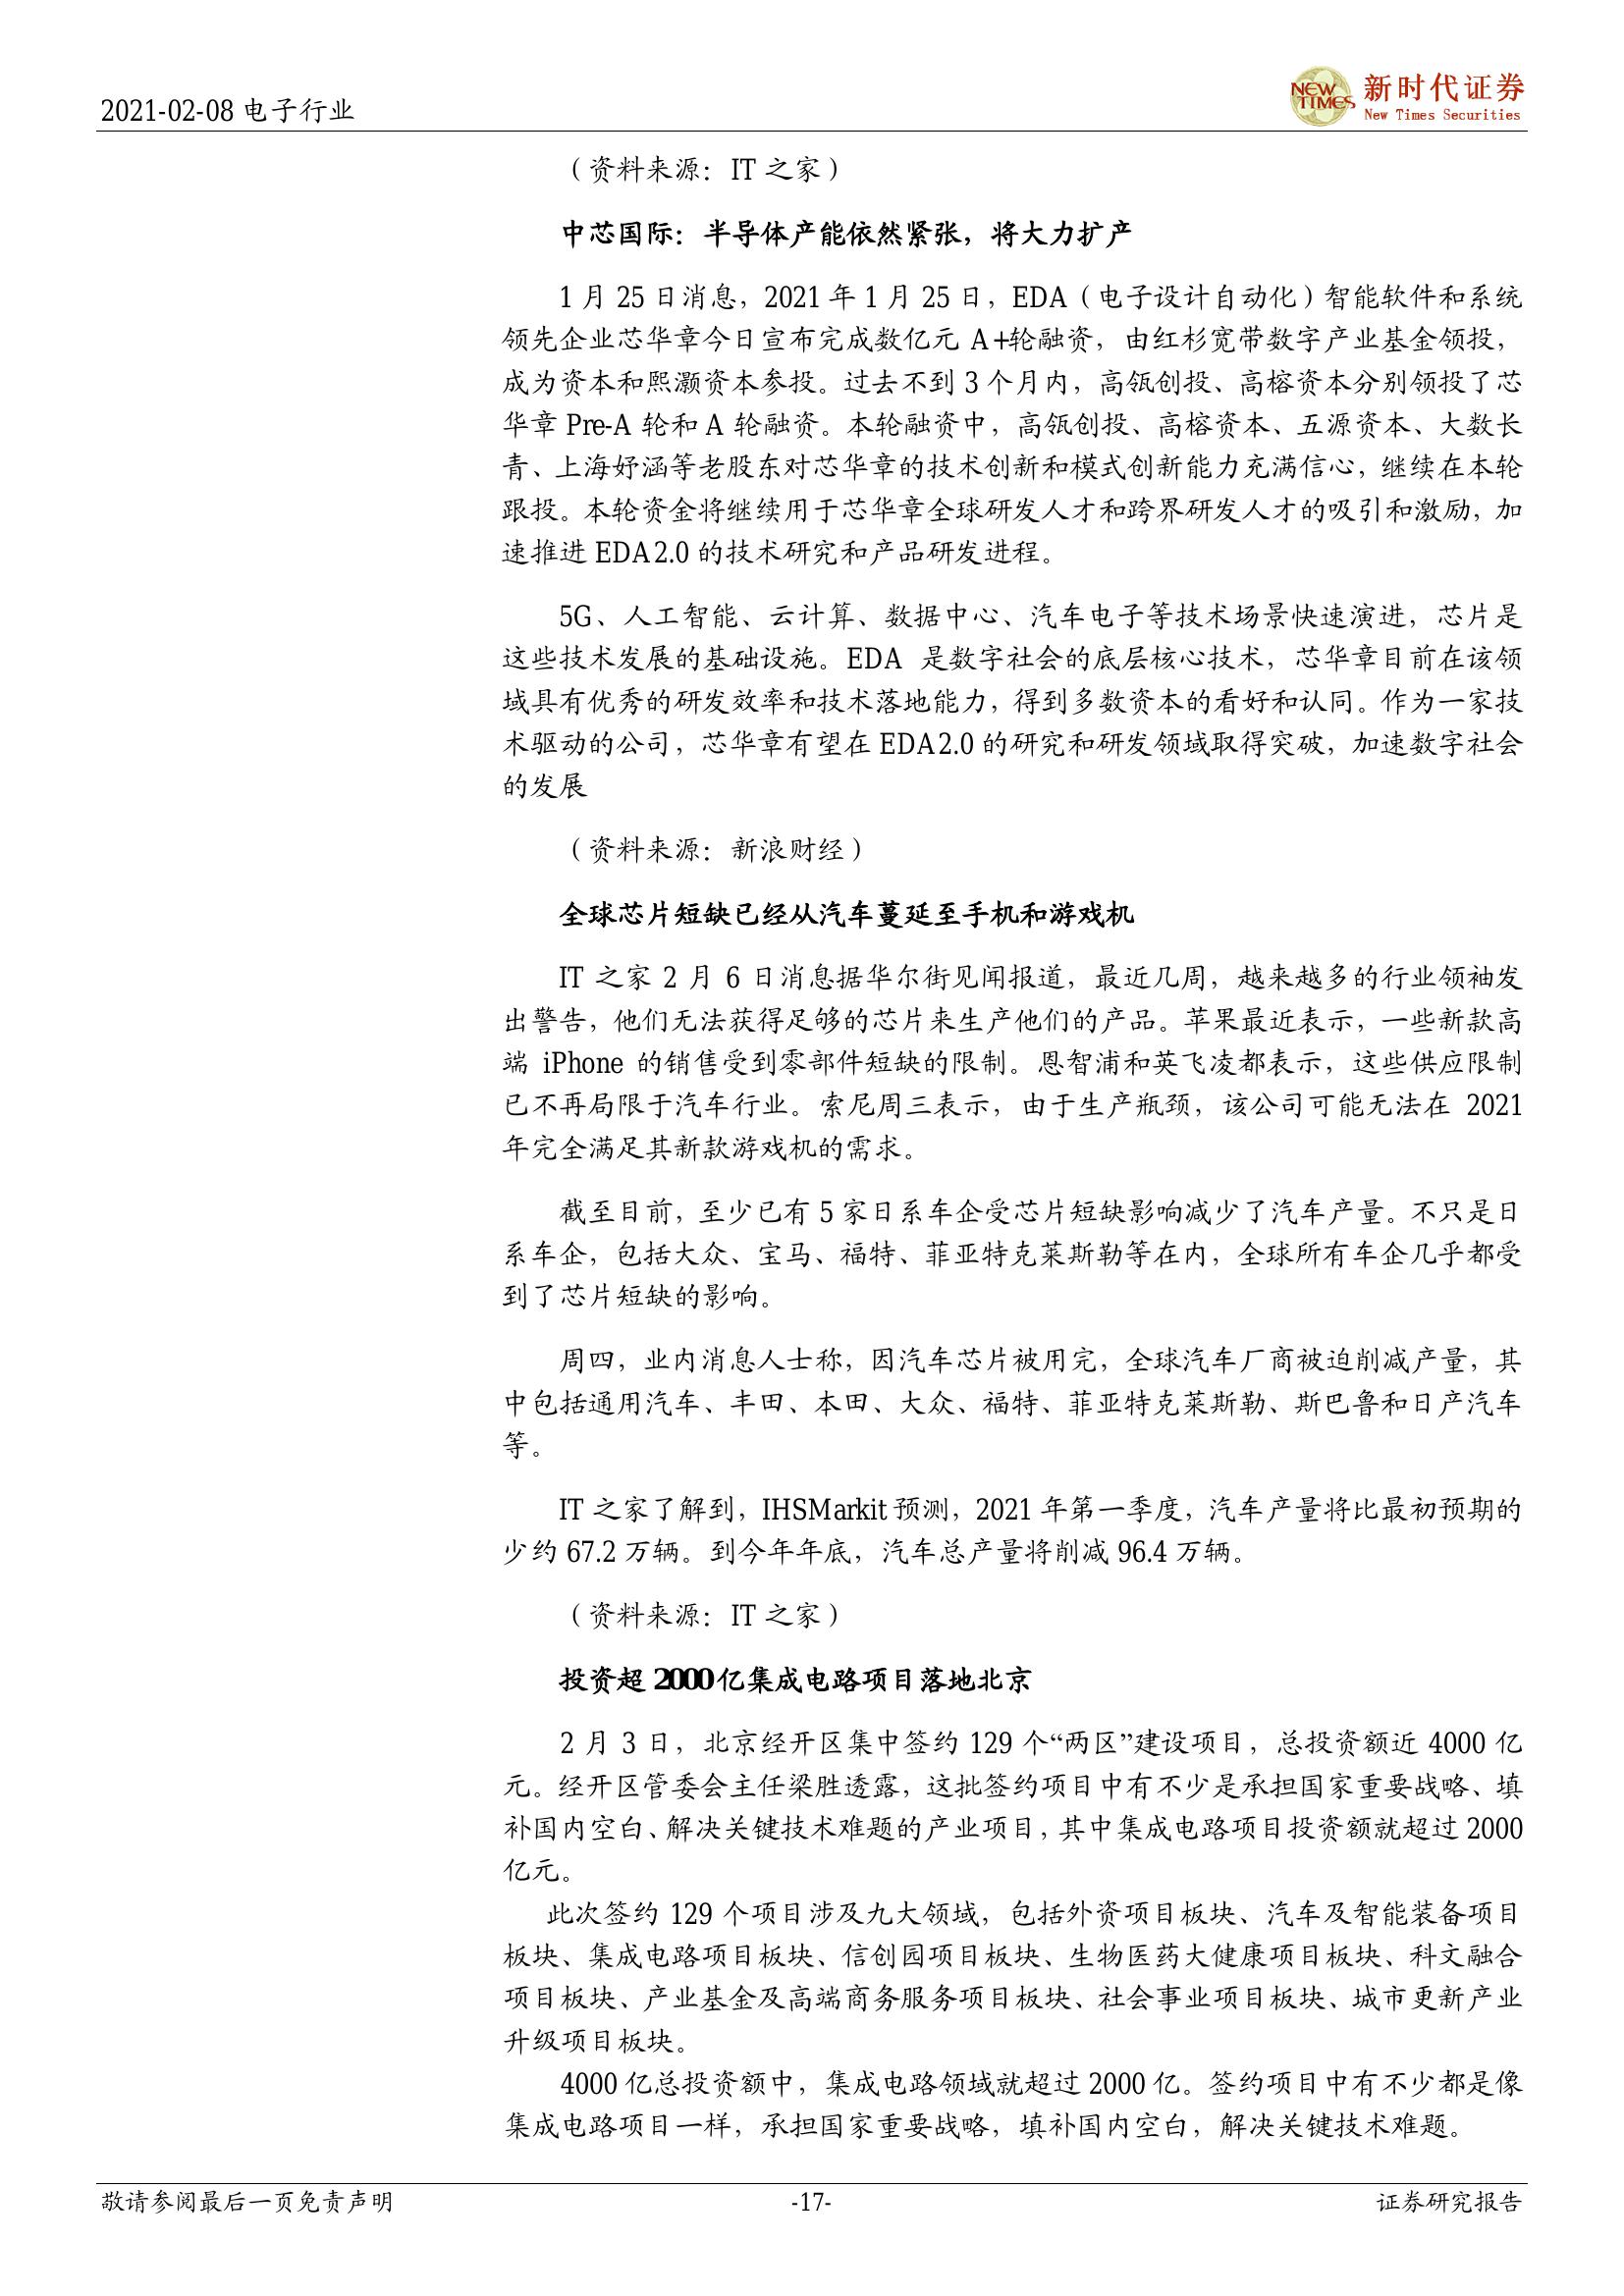 2021-02-08 电子行业
NEW TIMES 新时代证券
New Times Securities
（资料来源：IT 之家）
中芯国际：半导体产能依然紧张，将大力扩产
1 月 25 日消息，2021 年 1 月 25 日，EDA（电子设计自动化）智能软件和系统
领先企业芯华章今日宣布完成数亿元 A+轮融资，由红杉宽带数字产业基金领投，
成为资本和熙灏资本参投。过去不到 3 个月内，高瓴创投、高榕资本分别领投了芯
华章 Pre-A 轮和 A 轮融资。本轮融资中，高瓴创投、高榕资本、五源资本、大数长
青、上海妤涵等老股东对芯华章的技术创新和模式创新能力充满信心，继续在本轮
跟投。本轮资金将继续用于芯华章全球研发人才和跨界研发人才的吸引和激励，加
速推进 EDA2.0 的技术研究和产品研发进程。
5G、人工智能、云计算、数据中心、汽车电子等技术场景快速演进，芯片是
这些技术发展的基础设施。EDA 是数字社会的底层核心技术，芯华章目前在该领
域具有优秀的研发效率和技术落地能力，得到多数资本的看好和认同。作为一家技
术驱动的公司，芯华章有望在 EDA2.0 的研究和研发领域取得突破，加速数字社会
的发展
（资料来源：新浪财经）
全球芯片短缺已经从汽车蔓延至手机和游戏机
IT 之家 2 月 6 日消息据华尔街见闻报道，最近几周，越来越多的行业领袖发
出警告，他们无法获得足够的芯片来生产他们的产品。苹果最近表示，一些新款高
端 iPhone 的销售受到零部件短缺的限制。恩智浦和英飞凌都表示，这些供应限制
已不再局限于汽车行业。索尼周三表示，由于生产瓶颈，该公司可能无法在 2021
年完全满足其新款游戏机的需求。
截至目前，至少已有 5 家日系车企受芯片短缺影响减少了汽车产量。不只是日
系车企，包括大众、宝马、福特、菲亚特克莱斯勒等在内，全球所有车企几乎都受
到了芯片短缺的影响。
周四，业内消息人士称，因汽车芯片被用完，全球汽车厂商被迫削减产量，其
中包括通用汽车、丰田、本田、大众、福特、菲亚特克莱斯勒、斯巴鲁和日产汽车
等。
IT 之家了解到，IHSMarkit 预测，2021 年第一季度，汽车产量将比最初预期的
少约 67.2 万辆。到今年年底，汽车总产量将削减 96.4 万辆。
（资料来源：IT 之家）
投资超 2000 亿集成电路项目落地北京
2 月 3 日，北京经开区集中签约 129 个“两区”建设项目，总投资额近 4000 亿
元。经开区管委会主任梁胜透露，这批签约项目中有不少是承担国家重要战略、填
补国内空白、解决关键技术难题的产业项目，其中集成电路项目投资额就超过 2000
亿元。
此次签约 129 个项目涉及九大领域，包括外资项目板块、汽车及智能装备项目
板块、集成电路项目板块、信创园项目板块、生物医药大健康项目板块、科文融合
项目板块、产业基金及高端商务服务项目板块、社会事业项目板块、城市更新产业
升级项目板块。
4000 亿总投资额中，集成电路领域就超过 2000 亿。签约项目中有不少都是像
集成电路项目一样，承担国家重要战略，填补国内空白，解决关键技术难题。
敬请参阅最后一页免责声明 -17- 证券研究报告